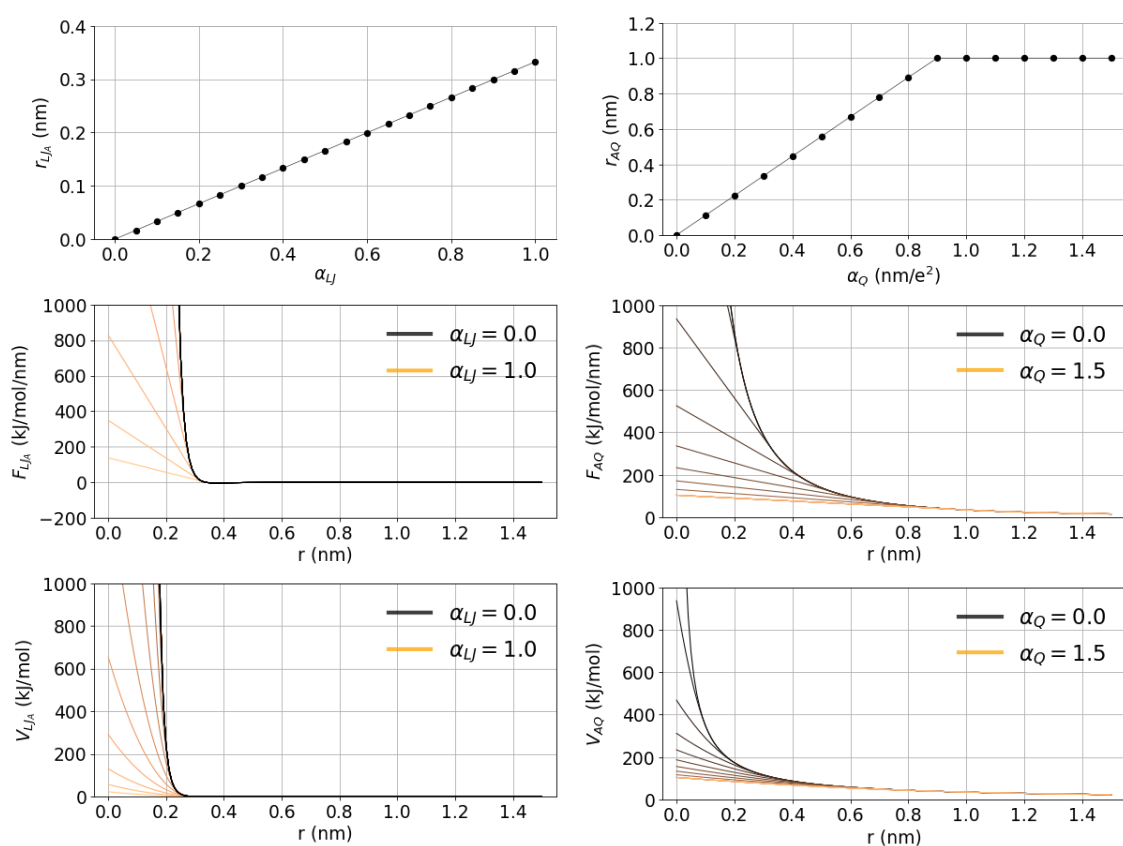 0.4
0.3
0.2
0.1
0.0
r_LJ_A (nm)
0.0 0.2 0.4 0.6 0.8 1.0
α_LJ
1.2
1.0
0.8
0.6
0.4
0.2
0.0
r_AQ (nm)
0.0 0.2 0.4 0.6 0.8 1.0 1.2 1.4
α_Q (nm/e²)
1000
800
600
400
200
0
−200
F_LJ_A (kJ/mol/nm)
α_LJ = 0.0
α_LJ = 1.0
0.0 0.2 0.4 0.6 0.8 1.0 1.2 1.4
r (nm)
1000
800
600
400
200
0
F_AQ (kJ/mol/nm)
α_Q = 0.0
α_Q = 1.5
0.0 0.2 0.4 0.6 0.8 1.0 1.2 1.4
r (nm)
1000
800
600
400
200
0
V_LJ_A (kJ/mol)
α_LJ = 0.0
α_LJ = 1.0
0.0 0.2 0.4 0.6 0.8 1.0 1.2 1.4
r (nm)
1000
800
600
400
200
0
V_AQ (kJ/mol)
α_Q = 0.0
α_Q = 1.5
0.0 0.2 0.4 0.6 0.8 1.0 1.2 1.4
r (nm)